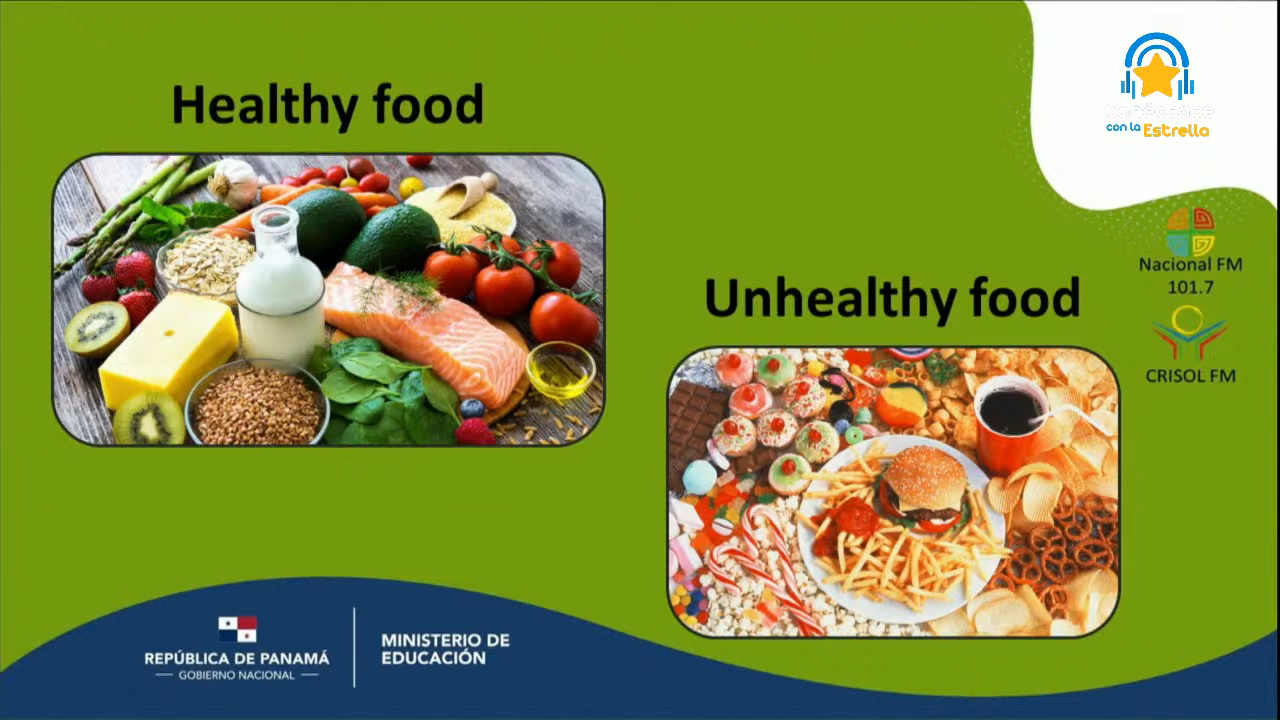 Healthy food
con la Estrella
Nacional FM
101.7
Unhealthy food
CRISOL FM
REPÚBLICA DE PANAMÁ
GOBIERNO NACIONAL
MINISTERIO DE
EDUCACIÓN